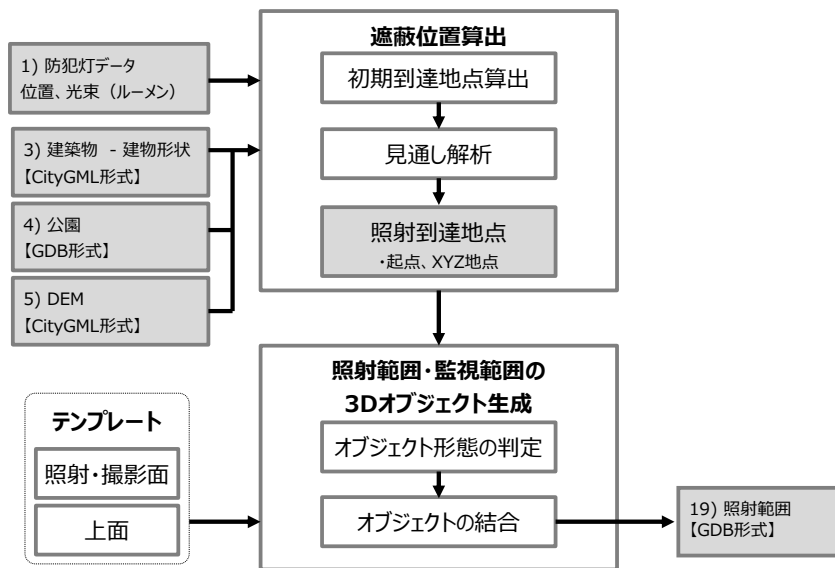 1) 防犯灯データ
位置、光束（ルーメン）
3) 建築物 - 建物形状
【CityGML形式】
4) 公園
【GDB形式】
5) DEM
【CityGML形式】
遮蔽位置算出
初期到達地点算出
見通し解析
照射到達地点
・起点、XYZ地点
テンプレート
照射・撮影面
上面
照射範囲・監視範囲の
3Dオブジェクト生成
オブジェクト形態の判定
オブジェクトの結合
19) 照射範囲
【GDB形式】